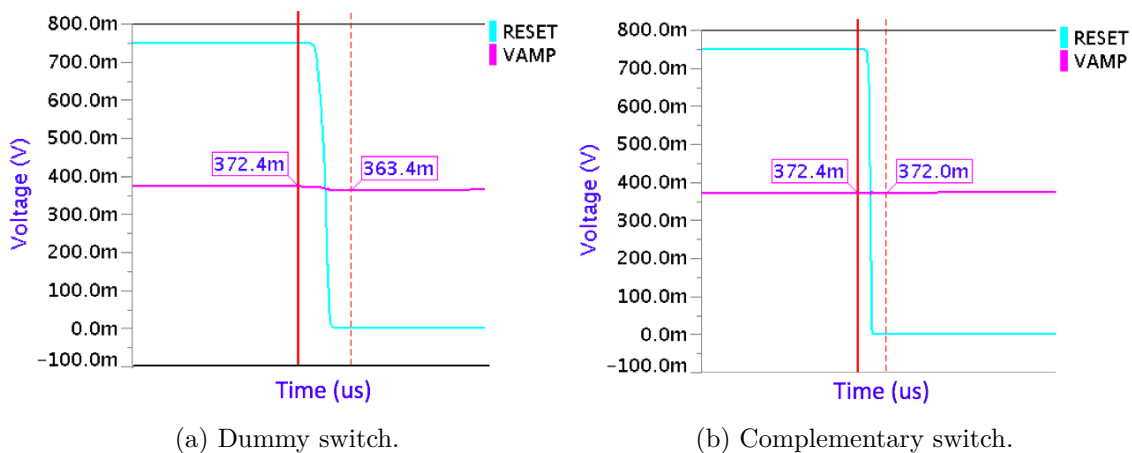 800.0m
700.0m
600.0m
500.0m
400.0m
300.0m
200.0m
100.0m
0.0m
-100.0m
Voltage (V)
Time (us)
372.4m
363.4m
RESET
VAMP
(a) Dummy switch.
800.0m
700.0m
600.0m
500.0m
400.0m
300.0m
200.0m
100.0m
0.0m
-100.0m
Voltage (V)
Time (us)
372.4m
372.0m
RESET
VAMP
(b) Complementary switch.